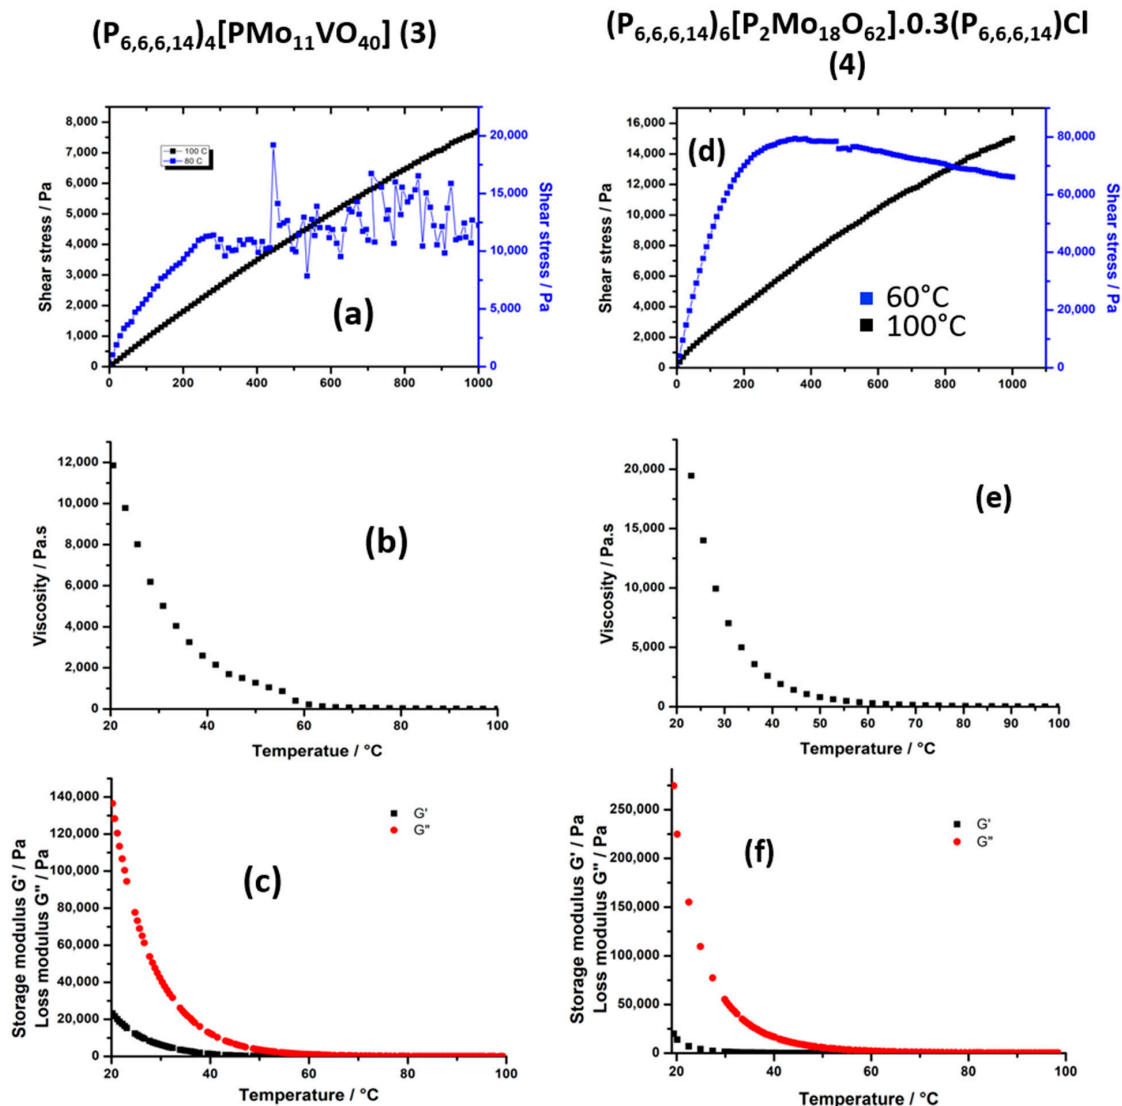 (P6,6,6,14)4[PMo11VO40] (3)
(P6,6,6,14)6[P2Mo18O62].0.3(P6,6,6,14)Cl
(4)
Shear stress / Pa
8,000
7,000
6,000
5,000
4,000
3,000
2,000
1,000
0
100 C
80 C
(a)
0 200 400 600 800 1000
20,000
15,000
10,000
5,000
0
Shear stress / Pa
Shear stress / Pa
16,000
14,000
12,000
10,000
8,000
6,000
4,000
2,000
0
(d)
60°C
100°C
0 200 400 600 800 1000
80,000
60,000
40,000
20,000
0
Shear stress / Pa
Viscosity / Pa.s
12,000
10,000
8,000
6,000
4,000
2,000
0
(b)
20 40 60 80 100
Temperatue / °C
Viscosity / Pa.s
20,000
15,000
10,000
5,000
0
(e)
20 30 40 50 60 70 80 90 100
Temperature / °C
Storage modulus G' / Pa
Loss modulus G" / Pa
140,000
120,000
100,000
80,000
60,000
40,000
20,000
0
G'
G"
(c)
20 40 60 80 100
Temperature / °C
Storage modulus G' / Pa
Loss modulus G" / Pa
250,000
200,000
150,000
100,000
50,000
0
G'
G"
(f)
20 40 60 80 100
Temperature / °C